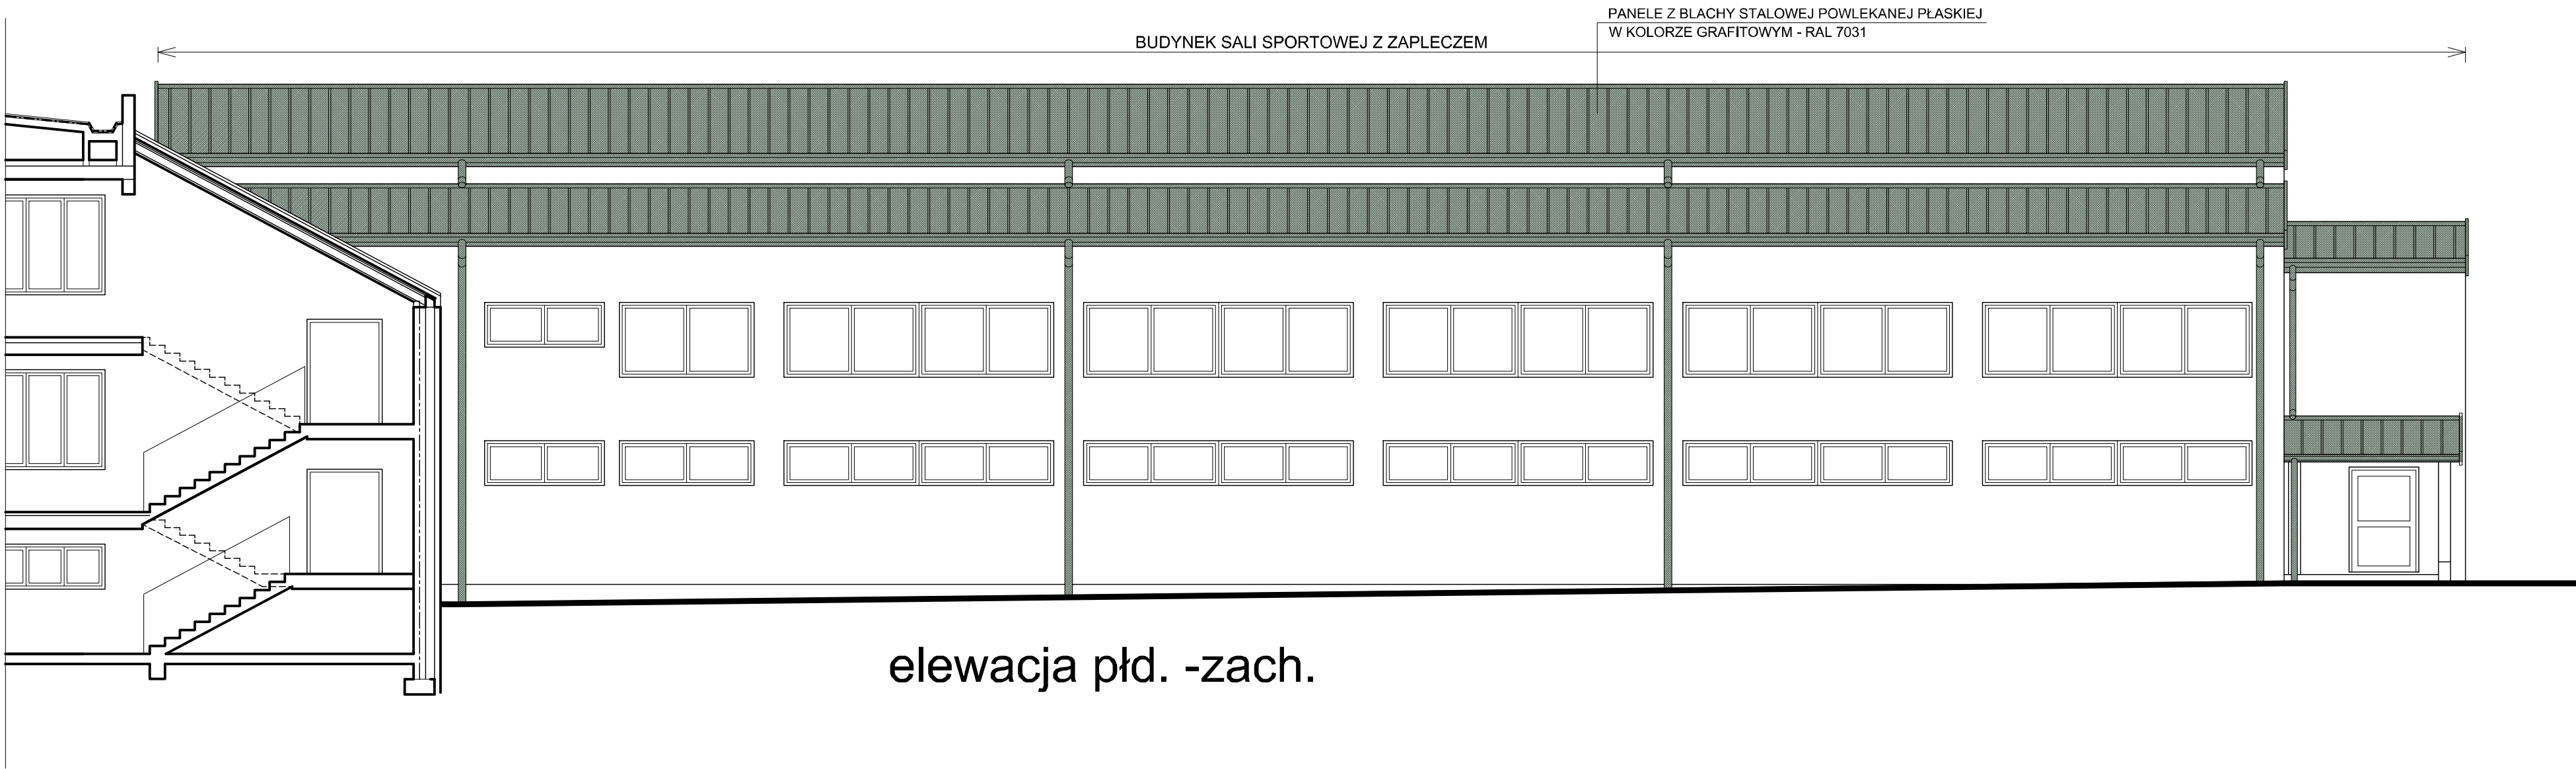 PANELE Z BLACHY STALOWEJ POWLEKANEJ PŁASKIEJ
W KOLORZE GRAFITOWYM - RAL 7031
BUDYNEK SALI SPORTOWEJ Z ZAPLECZEM
elewacja płd. -zach.